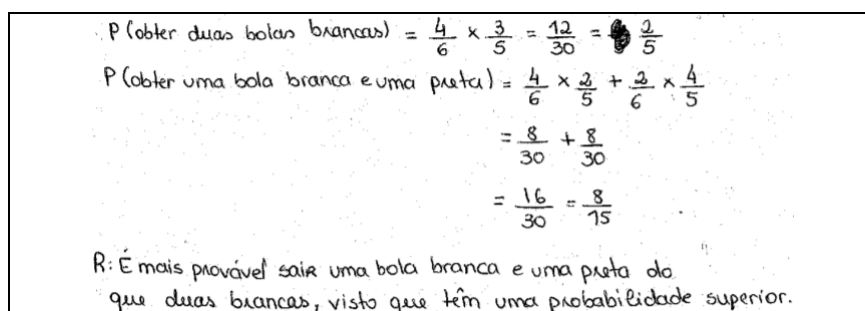 P(obter duas bolas brancas) = 4/6 × 3/5 = 12/30 = 2/5
P(obter uma bola branca e uma preta) = 4/6 × 2/5 + 2/6 × 4/5
= 8/30 + 8/30
= 16/30 = 8/15
R: É mais provável sair uma bola branca e uma preta do
que duas brancas, visto que têm uma probabilidade superior.